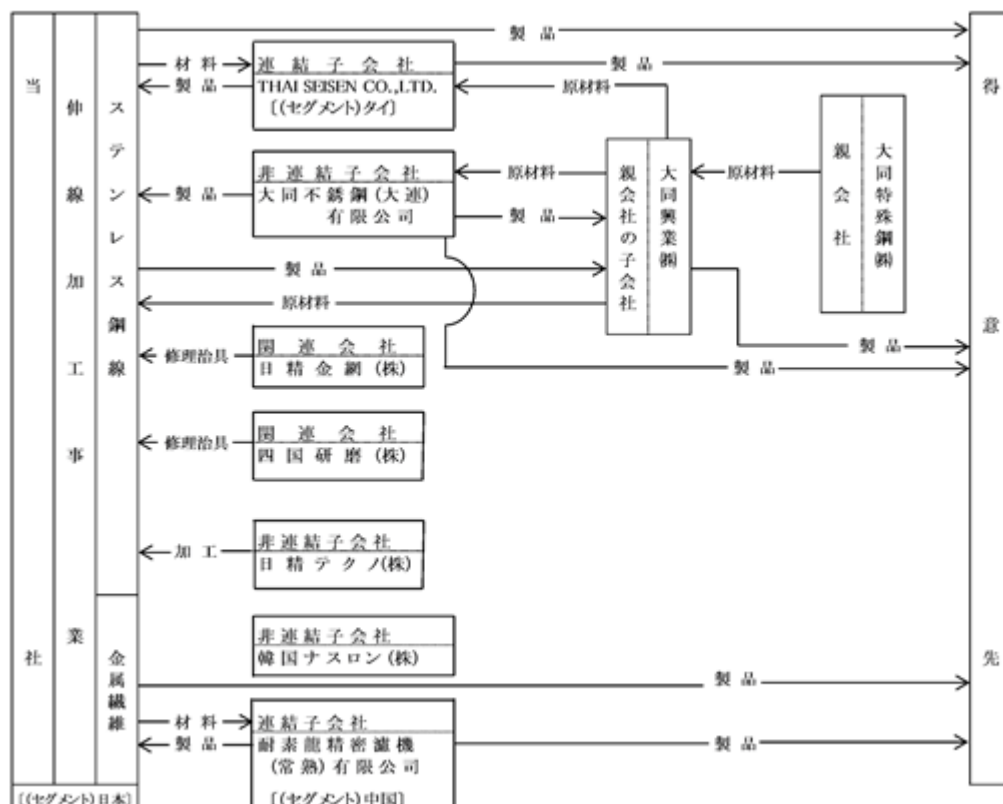 当社
伸線加工事業
ステンレス鋼線
金属繊維
[(セグメント)日本]
製品
材料
製品
連結子会社
THAI SEISEN CO.,LTD.
[(セグメント)タイ]
製品
原材料
製品
非連結子会社
大同不銹鋼(大連)
有限公司
原材料
製品
親会社の子会社
大同興業㈱
原材料
親会社
大同特殊鋼㈱
製品
原材料
製品
製品
修理治具
関連会社
日精金網(株)
修理治具
関連会社
四国研磨(株)
加工
非連結子会社
日精テクノ(株)
非連結子会社
韓国ナスロン(株)
製品
材料
製品
連結子会社
耐素龍精密濾機
(常熟)有限公司
[(セグメント)中国]
製品
得意先